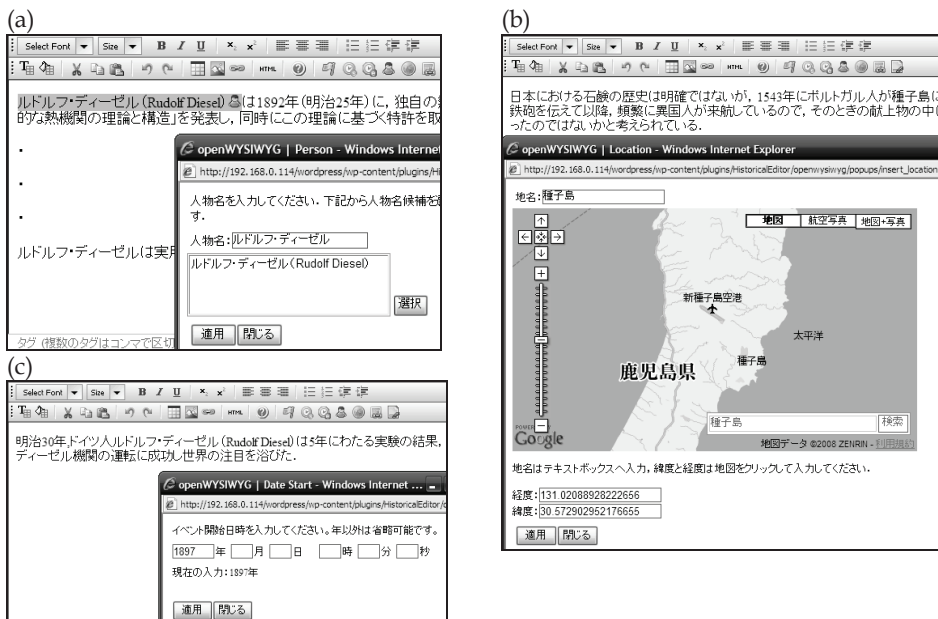 (a)
Select Font Size B I U x₂ x²
HTML
ルドルフ・ディーゼル(Rudolf Diesel)は1892年(明治25年)に,独自の
的な熱機関の理論と構造」を発表し,同時にこの理論に基づく特許を取
・
・
・
ルドルフ・ディーゼルは実用
タグ (複数のタグはコンマで区切
openWYSIWYG | Person - Windows Internet
http://192.168.0.114/wordpress/wp-content/plugins/Hi
人物名を入力してください.下記から人物名候補を
す.
人物名:ルドルフ・ディーゼル
ルドルフ・ディーゼル(Rudolf Diesel)
選択
適用 閉じる
(b)
Select Font Size B I U x₂ x²
HTML
日本における石鹸の歴史は明確ではないが,1543年にポルトガル人が種子島に
鉄砲を伝えて以降,頻繁に異国人が来航しているので,そのときの献上物の中に
ったのではないかと考えられている.
openWYSIWYG | Location - Windows Internet Explorer
http://192.168.0.114/wordpress/wp-content/plugins/HistoricalEditor/openwysiwyg/popups/insert_location
地名:種子島
地図 航空写真 地図+写真
新種子島空港
太平洋
種子島
鹿児島県
種子島 検索
POWERED BY
Google
地図データ ©2008 ZENRIN - 利用規約
地名はテキストボックスへ入力,緯度と経度は地図をクリックして入力してください.
経度:131.02088928222656
緯度:30.572902952176655
適用 閉じる
(c)
Select Font Size B I U x₂ x²
HTML
明治30年,ドイツ人ルドルフ・ディーゼル(Rudolf Diesel)は5年にわたる実験の結果,
ディーゼル機関の運転に成功し世界の注目を浴びた.
openWYSIWYG | Date Start - Windows Internet ...
http://192.168.0.114/wordpress/wp-content/plugins/HistoricalEditor/
イベント開始日時を入力してください。年以外は省略可能です。
1897 年 月 日 時 分 秒
現在の入力:1897年
適用 閉じる